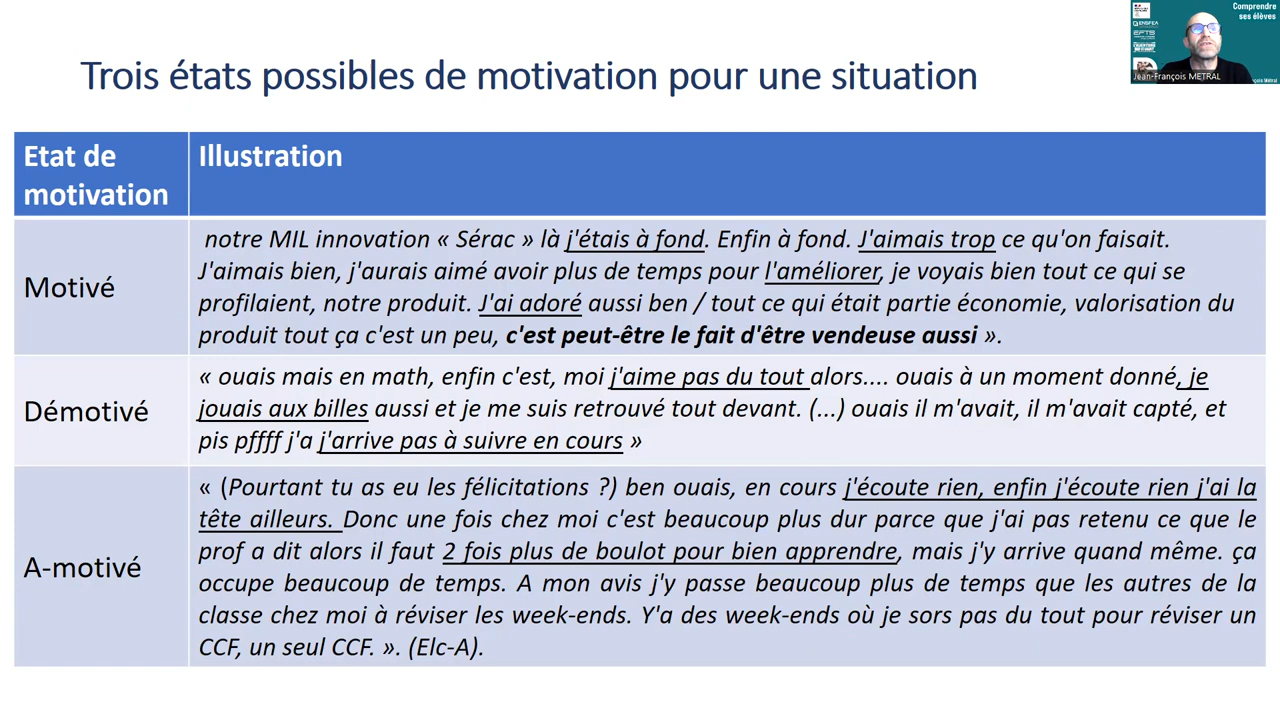 Comprendre
ses élèves
ENSFEA
EFTS
Jean-François METRAL
Trois états possibles de motivation pour une situation
Etat de
motivation
Illustration
Motivé
notre MIL innovation « Sérac » là j'étais à fond. Enfin à fond. J'aimais trop ce qu'on faisait.
J'aimais bien, j'aurais aimé avoir plus de temps pour l'améliorer, je voyais bien tout ce qui se
profilaient, notre produit. J'ai adoré aussi ben / tout ce qui était partie économie, valorisation du
produit tout ça c'est un peu, c'est peut-être le fait d'être vendeuse aussi ».
Démotivé
« ouais mais en math, enfin c'est, moi j'aime pas du tout alors.... ouais à un moment donné, je
jouais aux billes aussi et je me suis retrouvé tout devant. (...) ouais il m'avait, il m'avait capté, et
pis pffff j'a j'arrive pas à suivre en cours »
A-motivé
« (Pourtant tu as eu les félicitations ?) ben ouais, en cours j'écoute rien, enfin j'écoute rien j'ai la
tête ailleurs. Donc une fois chez moi c'est beaucoup plus dur parce que j'ai pas retenu ce que le
prof a dit alors il faut 2 fois plus de boulot pour bien apprendre, mais j'y arrive quand même. ça
occupe beaucoup de temps. A mon avis j'y passe beaucoup plus de temps que les autres de la
classe chez moi à réviser les week-ends. Y'a des week-ends où je sors pas du tout pour réviser un
CCF, un seul CCF. ». (Elc-A).